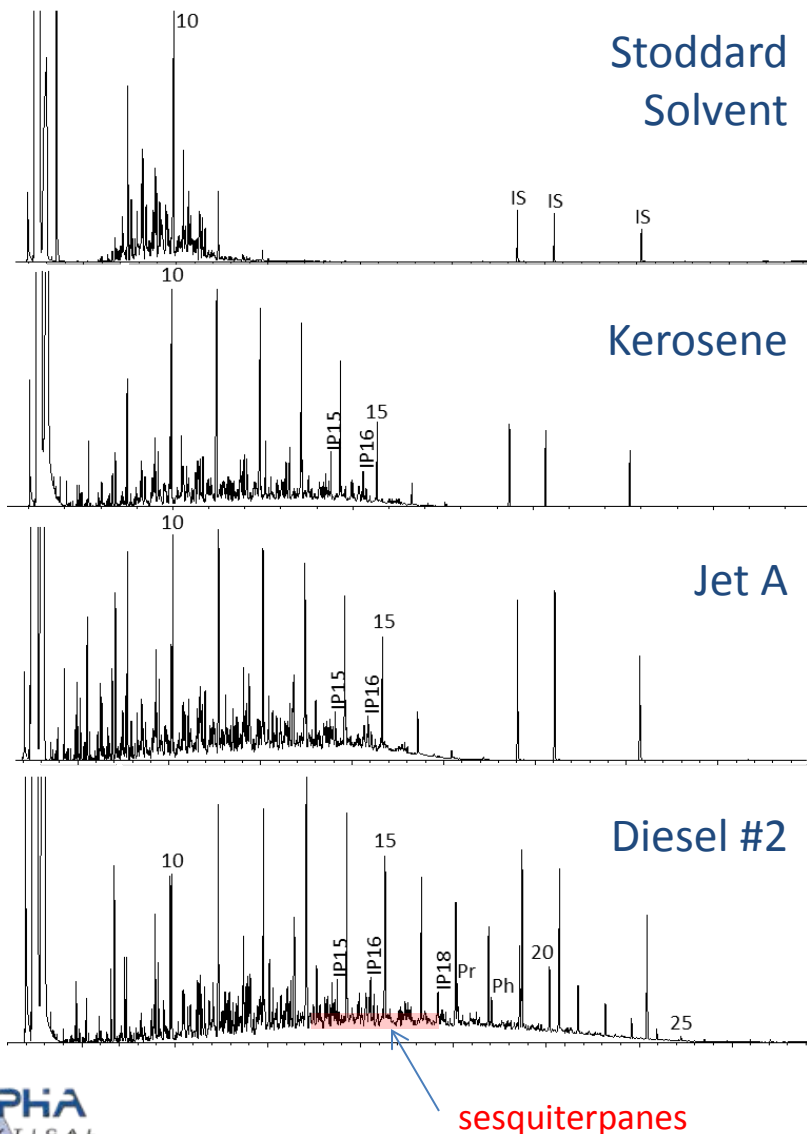 Stoddard
Solvent
10
IS IS IS
Kerosene
10
IP15
IP16
15
Jet A
10
IP15
IP16
15
Diesel #2
10
IP15
IP16
15
IP18
Pr
Ph
20
25
sesquiterpanes